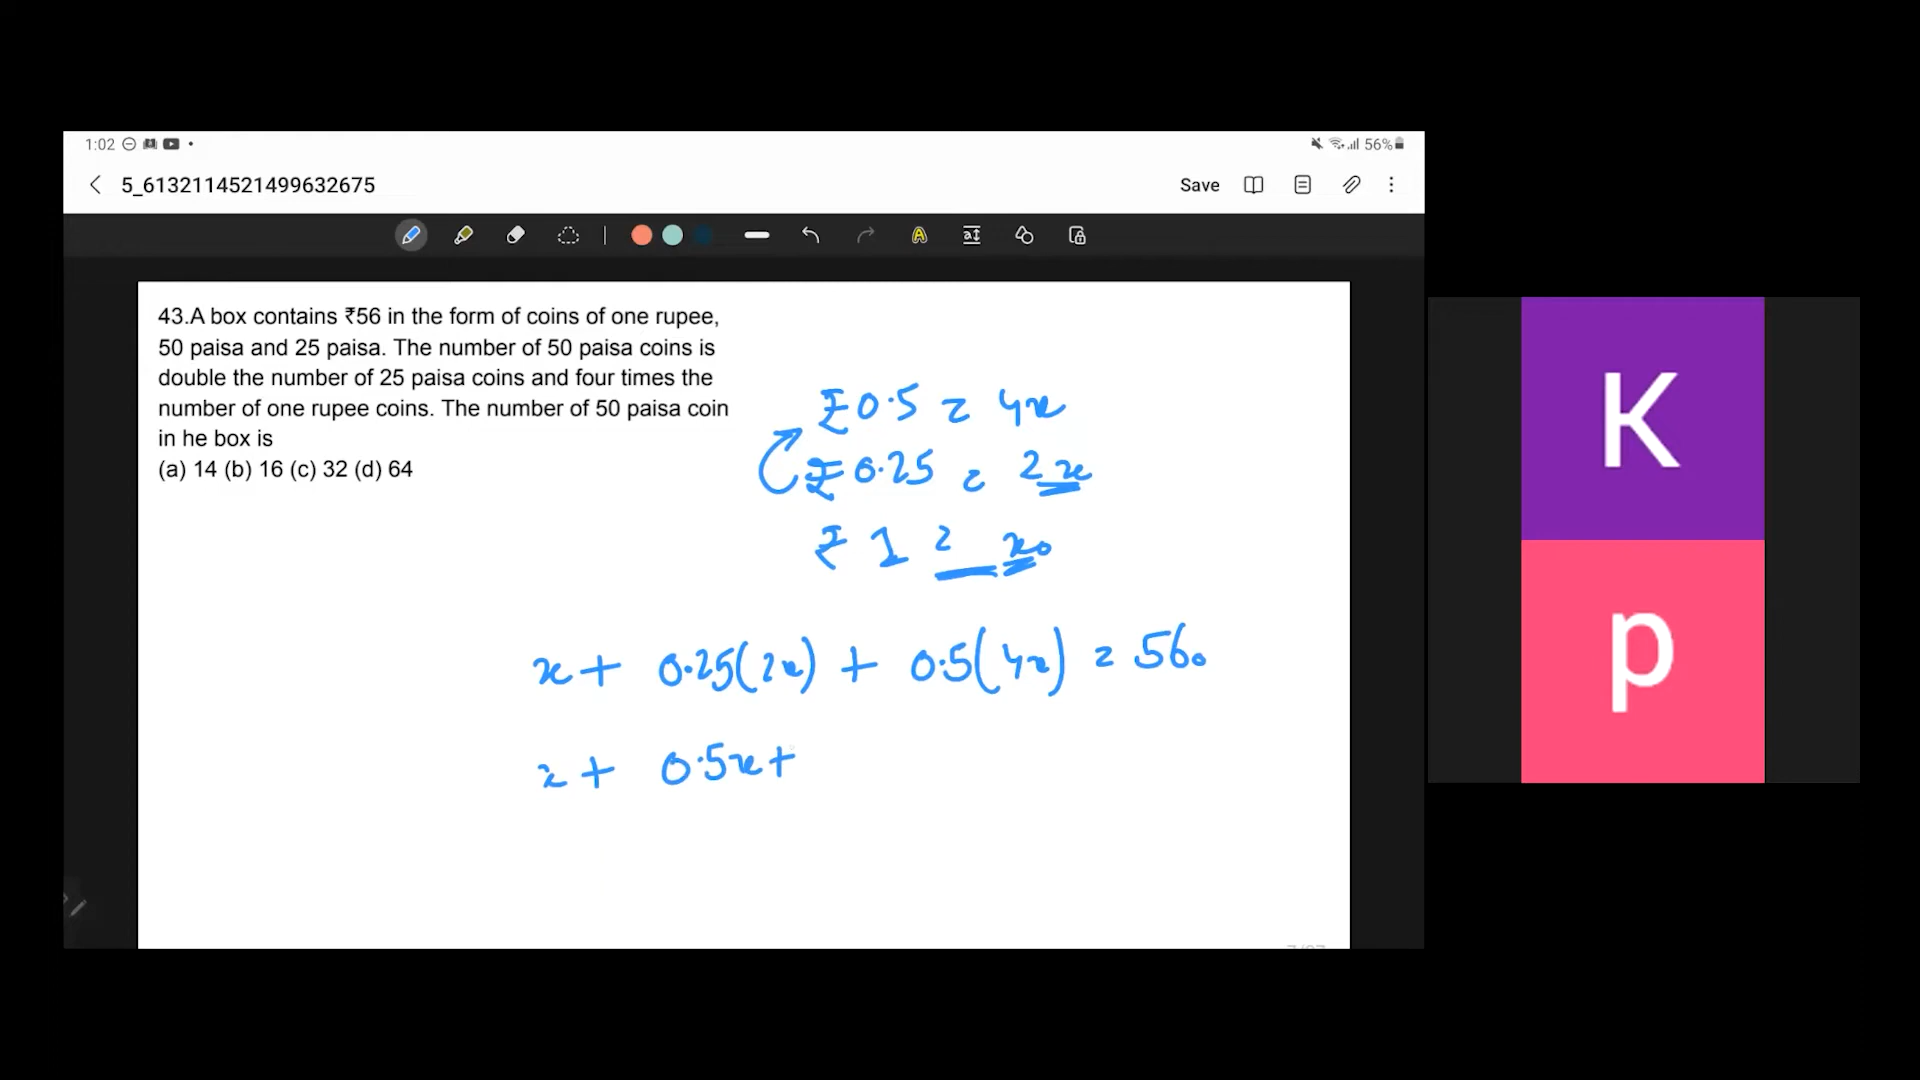 1:02 56%
5_6132114521499632675 Save
43.A box contains ₹56 in the form of coins of one rupee,
50 paisa and 25 paisa. The number of 50 paisa coins is
double the number of 25 paisa coins and four times the
number of one rupee coins. The number of 50 paisa coin
in he box is
(a) 14 (b) 16 (c) 32 (d) 64
₹0.5 = 4x
₹0.25 = 2x
₹ 1 = x
x + 0.25(2x) + 0.5(4x) = 56
x + 0.5x+
K
p